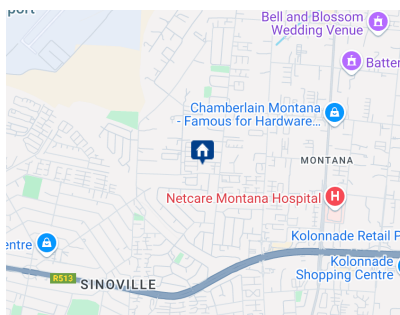 port
Bell and Blossom
Wedding Venue
Batter
Chamberlain Montana
- Famous for Hardware...
MONTANA
Netcare Montana Hospital
H
Kolonnade Retail P
entre
Kolonnade
Shopping Centre
R513
SINOVILLE